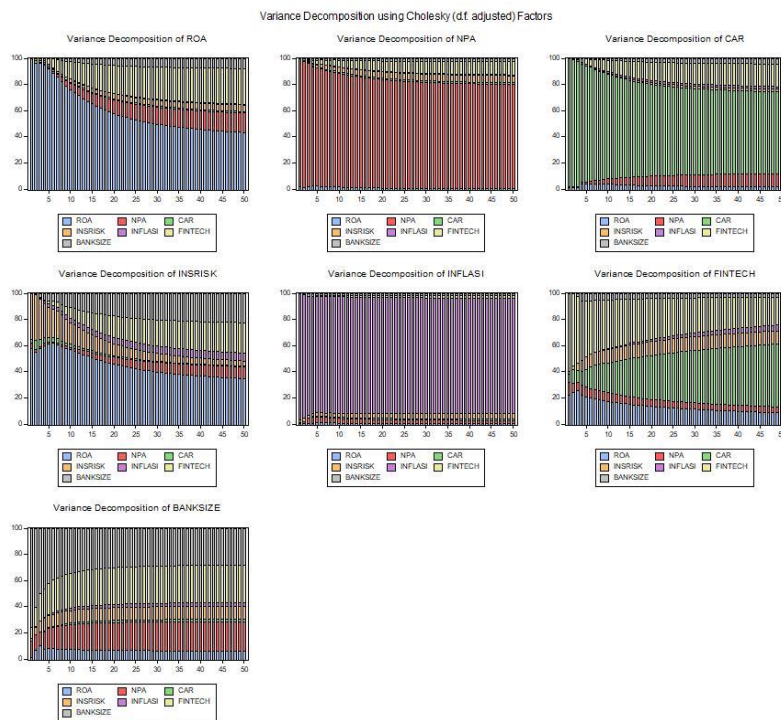 Variance Decomposition using Cholesky (d.f. adjusted) Factors
Variance Decomposition of ROA
100
80
60
40
20
0
5 10 15 20 25 30 35 40 45 50
ROA NPA CAR
INSRISK INFLASI FINTECH
BANKSIZE
Variance Decomposition of NPA
100
80
60
40
20
0
5 10 15 20 25 30 35 40 45 50
ROA NPA CAR
INSRISK INFLASI FINTECH
BANKSIZE
Variance Decomposition of CAR
100
80
60
40
20
0
5 10 15 20 25 30 35 40 45 50
ROA NPA CAR
INSRISK INFLASI FINTECH
BANKSIZE
Variance Decomposition of INSRISK
100
80
60
40
20
0
5 10 15 20 25 30 35 40 45 50
ROA NPA CAR
INSRISK INFLASI FINTECH
BANKSIZE
Variance Decomposition of INFLASI
100
80
60
40
20
0
5 10 15 20 25 30 35 40 45 50
ROA NPA CAR
INSRISK INFLASI FINTECH
BANKSIZE
Variance Decomposition of FINTECH
100
80
60
40
20
0
5 10 15 20 25 30 35 40 45 50
ROA NPA CAR
INSRISK INFLASI FINTECH
BANKSIZE
Variance Decomposition of BANKSIZE
100
80
60
40
20
0
5 10 15 20 25 30 35 40 45 50
ROA NPA CAR
INSRISK INFLASI FINTECH
BANKSIZE